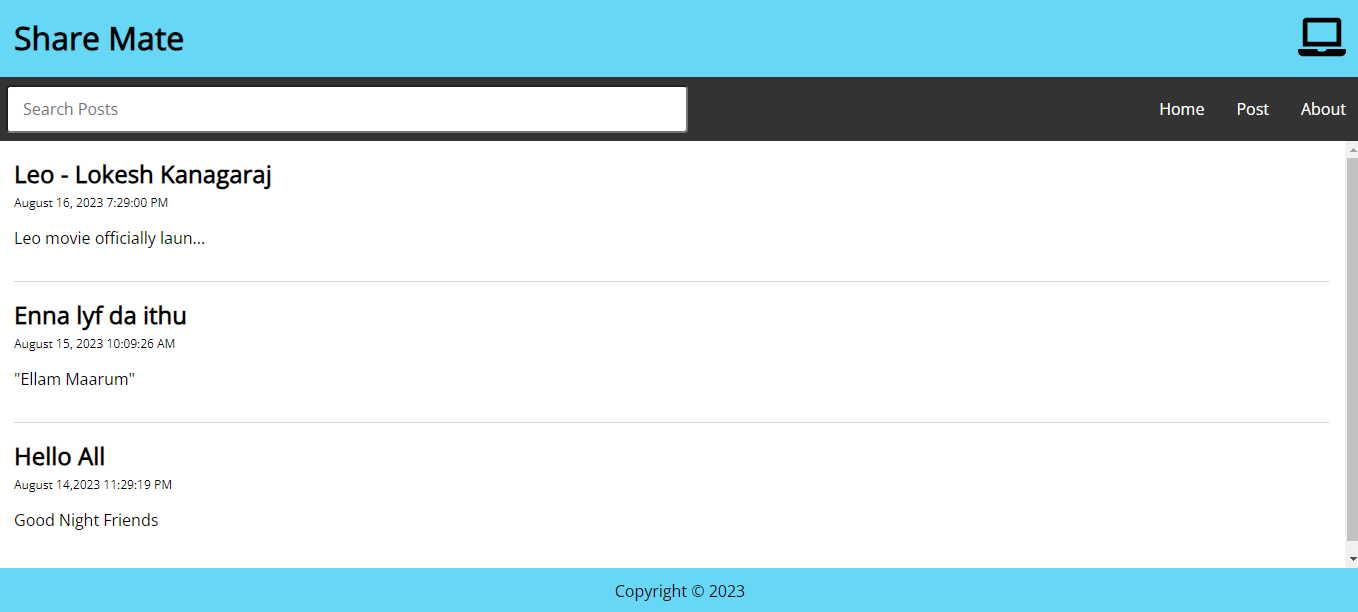 Share Mate
Search Posts
Home Post About
Leo - Lokesh Kanagaraj
August 16, 2023 7:29:00 PM
Leo movie officially laun...
Enna lyf da ithu
August 15, 2023 10:09:26 AM
"Ellam Maarum"
Hello All
August 14,2023 11:29:19 PM
Good Night Friends
Copyright © 2023